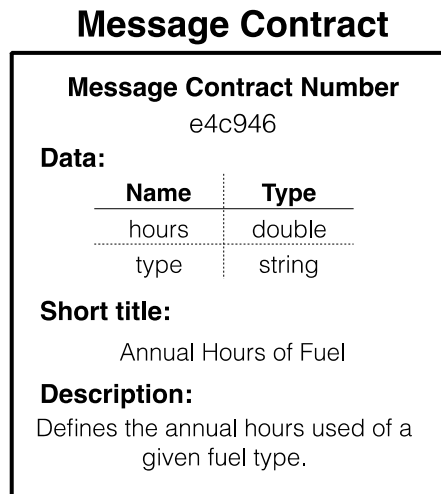 Message Contract
Message Contract Number
e4c946
Data:
Name Type
hours double
type string
Short title:
Annual Hours of Fuel
Description:
Defines the annual hours used of a
given fuel type.